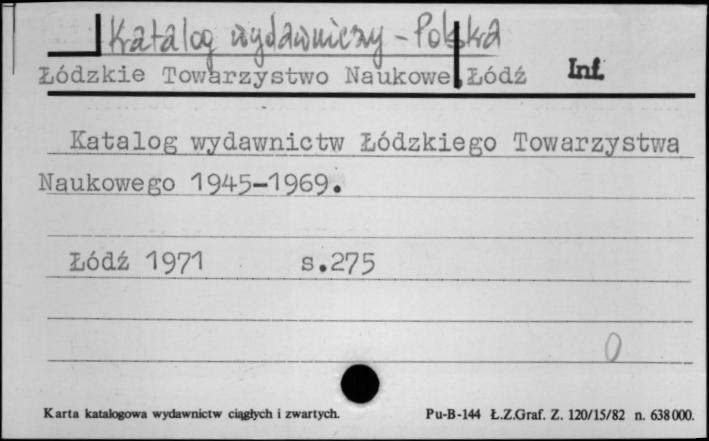 Katalog wydawniczy - Polska
Łódzkie Towarzystwo Naukowe Łódź Inf.
Katalog wydawnictw Łódzkiego Towarzystwa
Naukowego 1945-1969.
Łódź 1971 s.275
0
Karta katalogowa wydawnictw ciągłych i zwartych. Pu-B-144 Ł.Z.Graf. Z. 120/15/82 n. 638000.